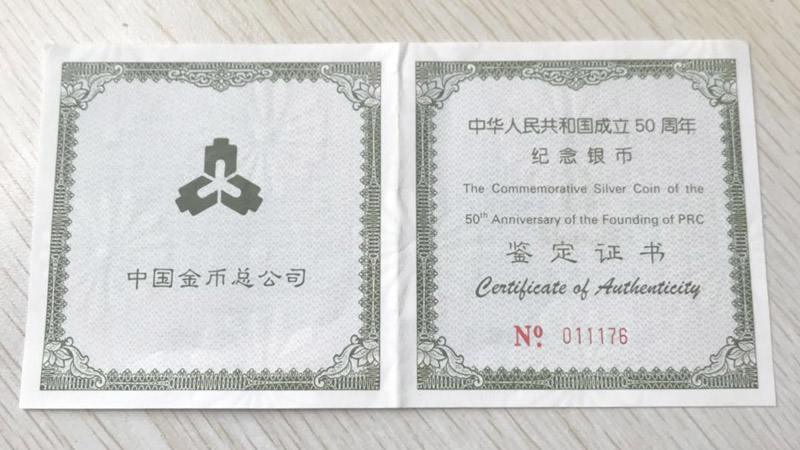 中国金币总公司
中华人民共和国成立50周年
纪念银币
The Commemorative Silver Coin of the
50th Anniversary of the Founding of PRC
鉴定证书
Certificate of Authenticity
Nº 011176